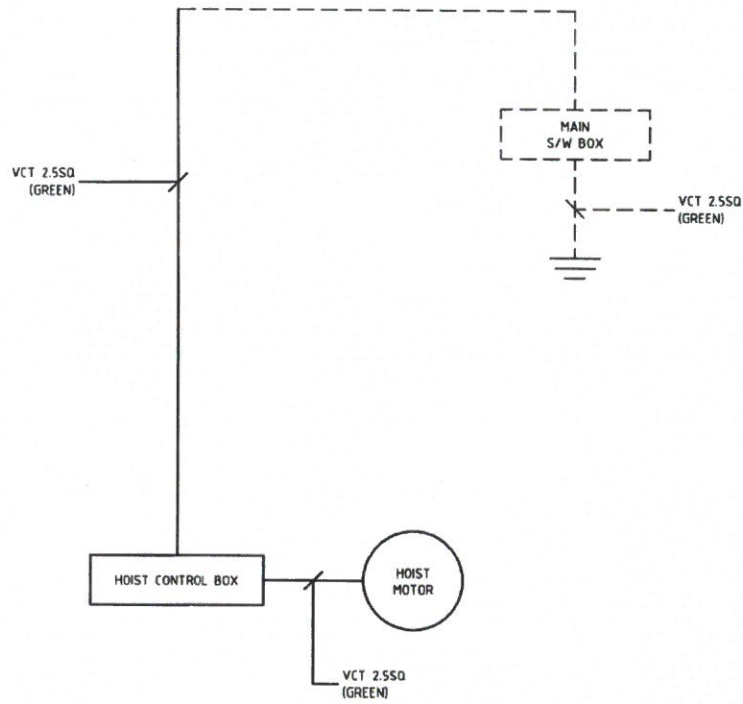 MAIN
S/W BOX
VCT 2.5SQ
(GREEN)
VCT 2.5SQ
(GREEN)
HOIST CONTROL BOX
HOIST
MOTOR
VCT 2.5SQ
(GREEN)